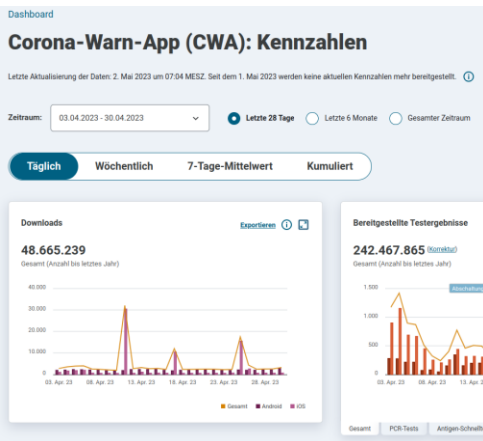 Dashboard
Corona-Warn-App (CWA): Kennzahlen
Letzte Aktualisierung der Daten: 2. Mai 2023 um 07:04 MESZ. Seit dem 1. Mai 2023 werden keine aktuellen Kennzahlen mehr bereitgestellt.
Zeitraum: 03.04.2023 - 30.04.2023 Letzte 28 Tage Letzte 6 Monate Gesamter Zeitraum
Täglich Wöchentlich 7-Tage-Mittelwert Kumuliert
Downloads Exportieren
48.665.239
Gesamt (Anzahl bis letztes Jahr)
40.000
30.000
20.000
10.000
0
03. Apr. 23 08. Apr. 23 13. Apr. 23 18. Apr. 23 23. Apr. 23 28. Apr. 23
Gesamt Android iOS
Bereitgestellte Testergebnisse
242.467.865 (Korrektur)
Gesamt (Anzahl bis letztes Jahr)
1.500
1.000
500
0
03. Apr. 23 08. Apr. 23
Gesamt PCR-Tests